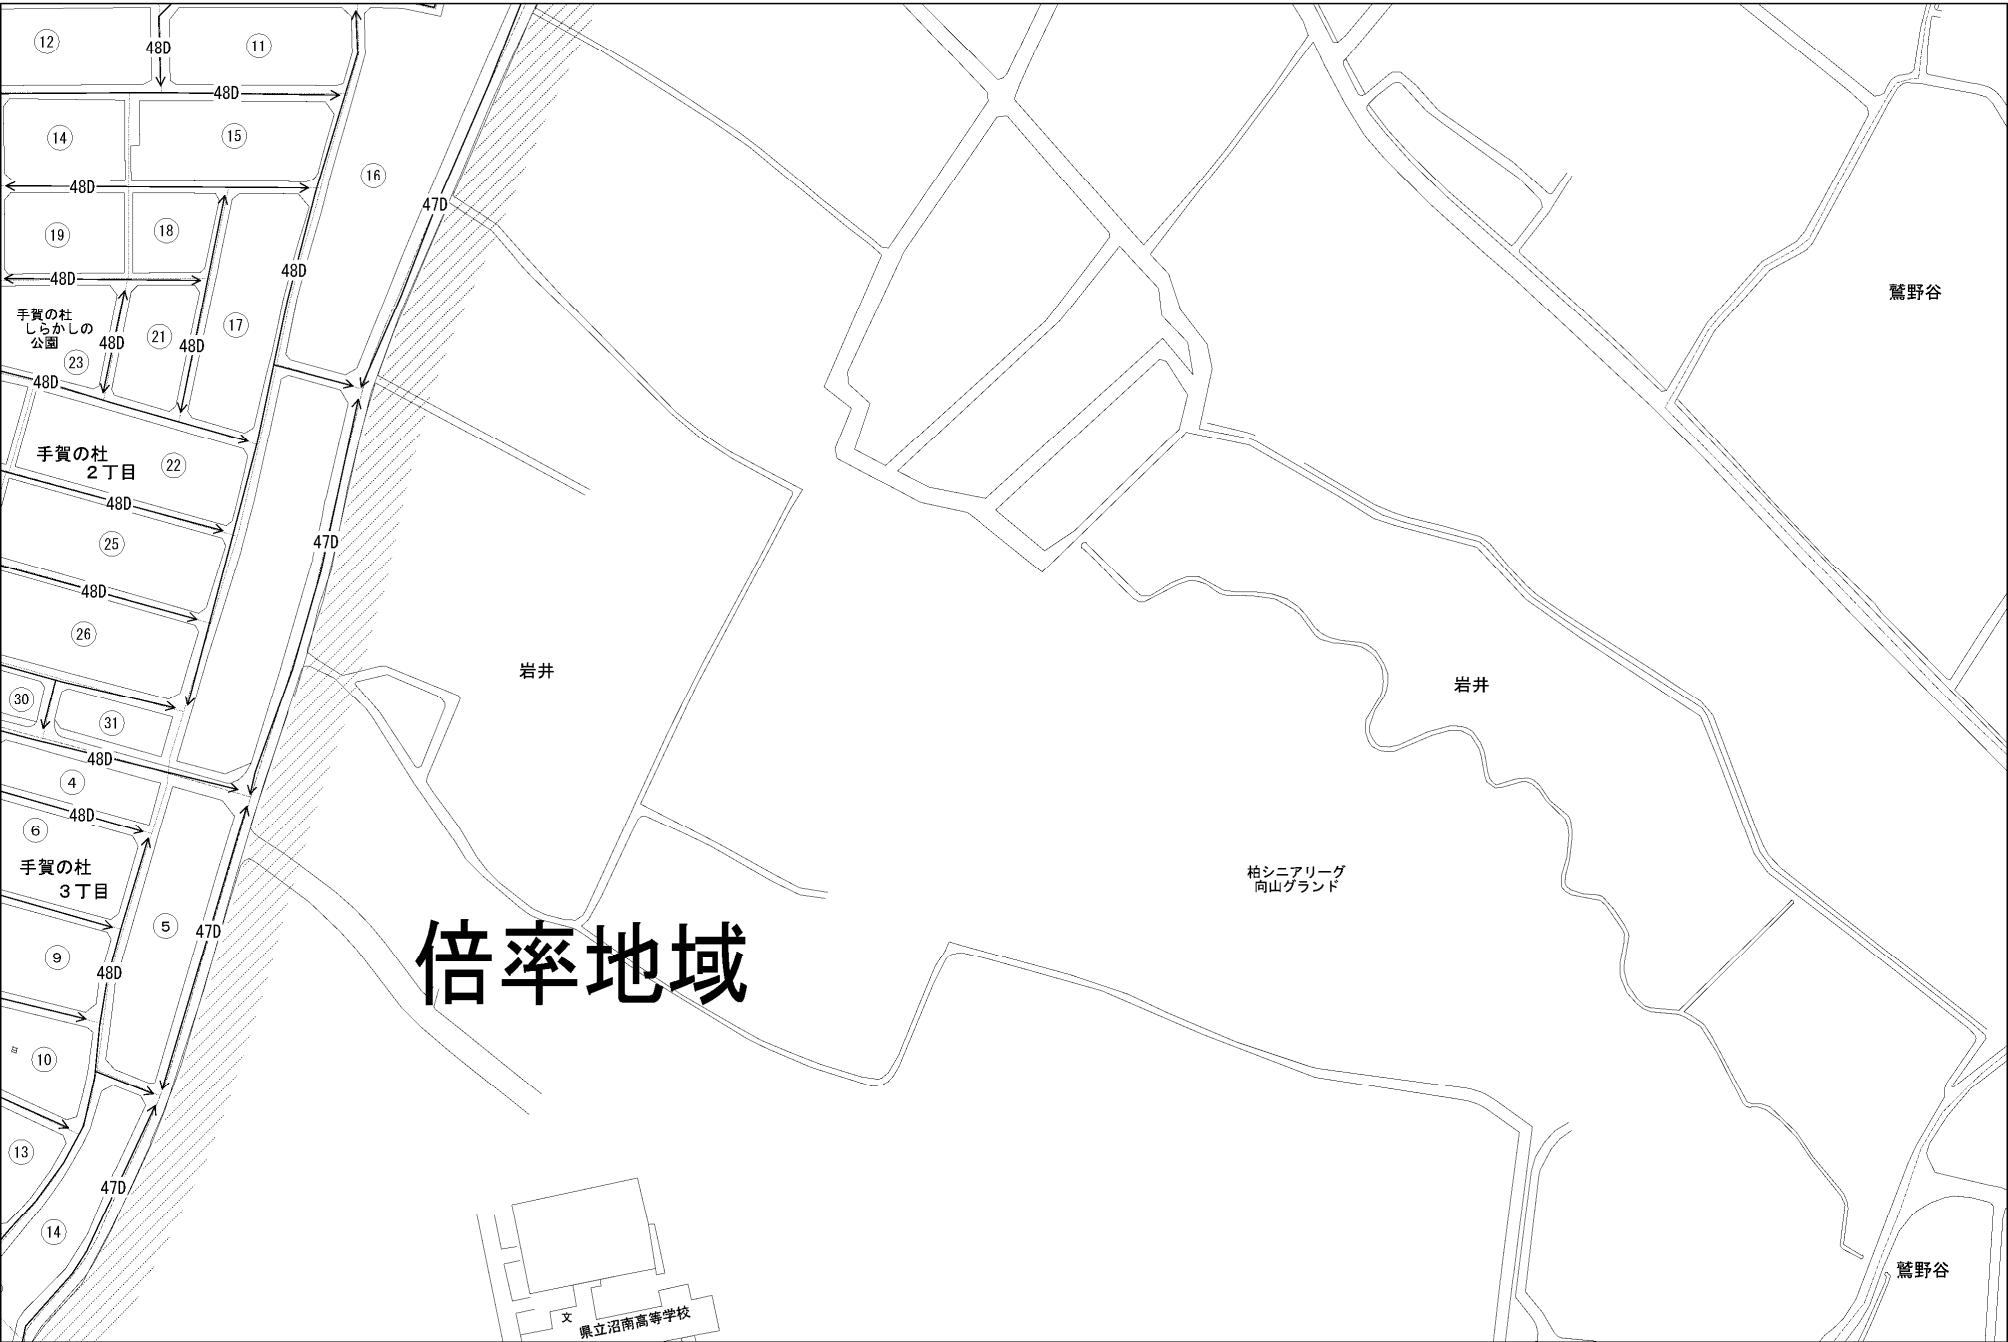 12
48D
11
48D
14
15
16
48D
47D
19
18
48D
48D
手賀の杜
しらかしの
公園
23
48D
21
48D
17
48D
手賀の杜
2丁目
22
48D
25
47D
48D
26
30
31
48D
4
48D
6
手賀の杜
3丁目
5
47D
9
48D
10
13
47D
14
倍率地域
岩井
岩井
鷲野谷
柏シニアリーグ
向山グランド
鷲野谷
文
県立沼南高等学校